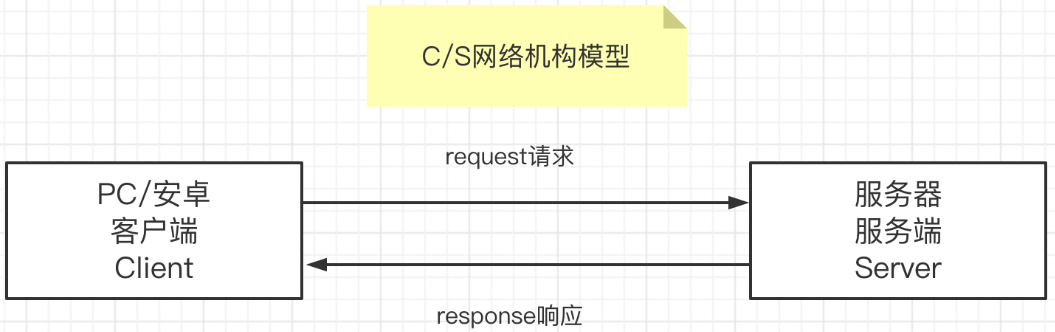 C/S网络机构模型
request请求
PC/安卓
客户端
Client
服务器
服务端
Server
response响应